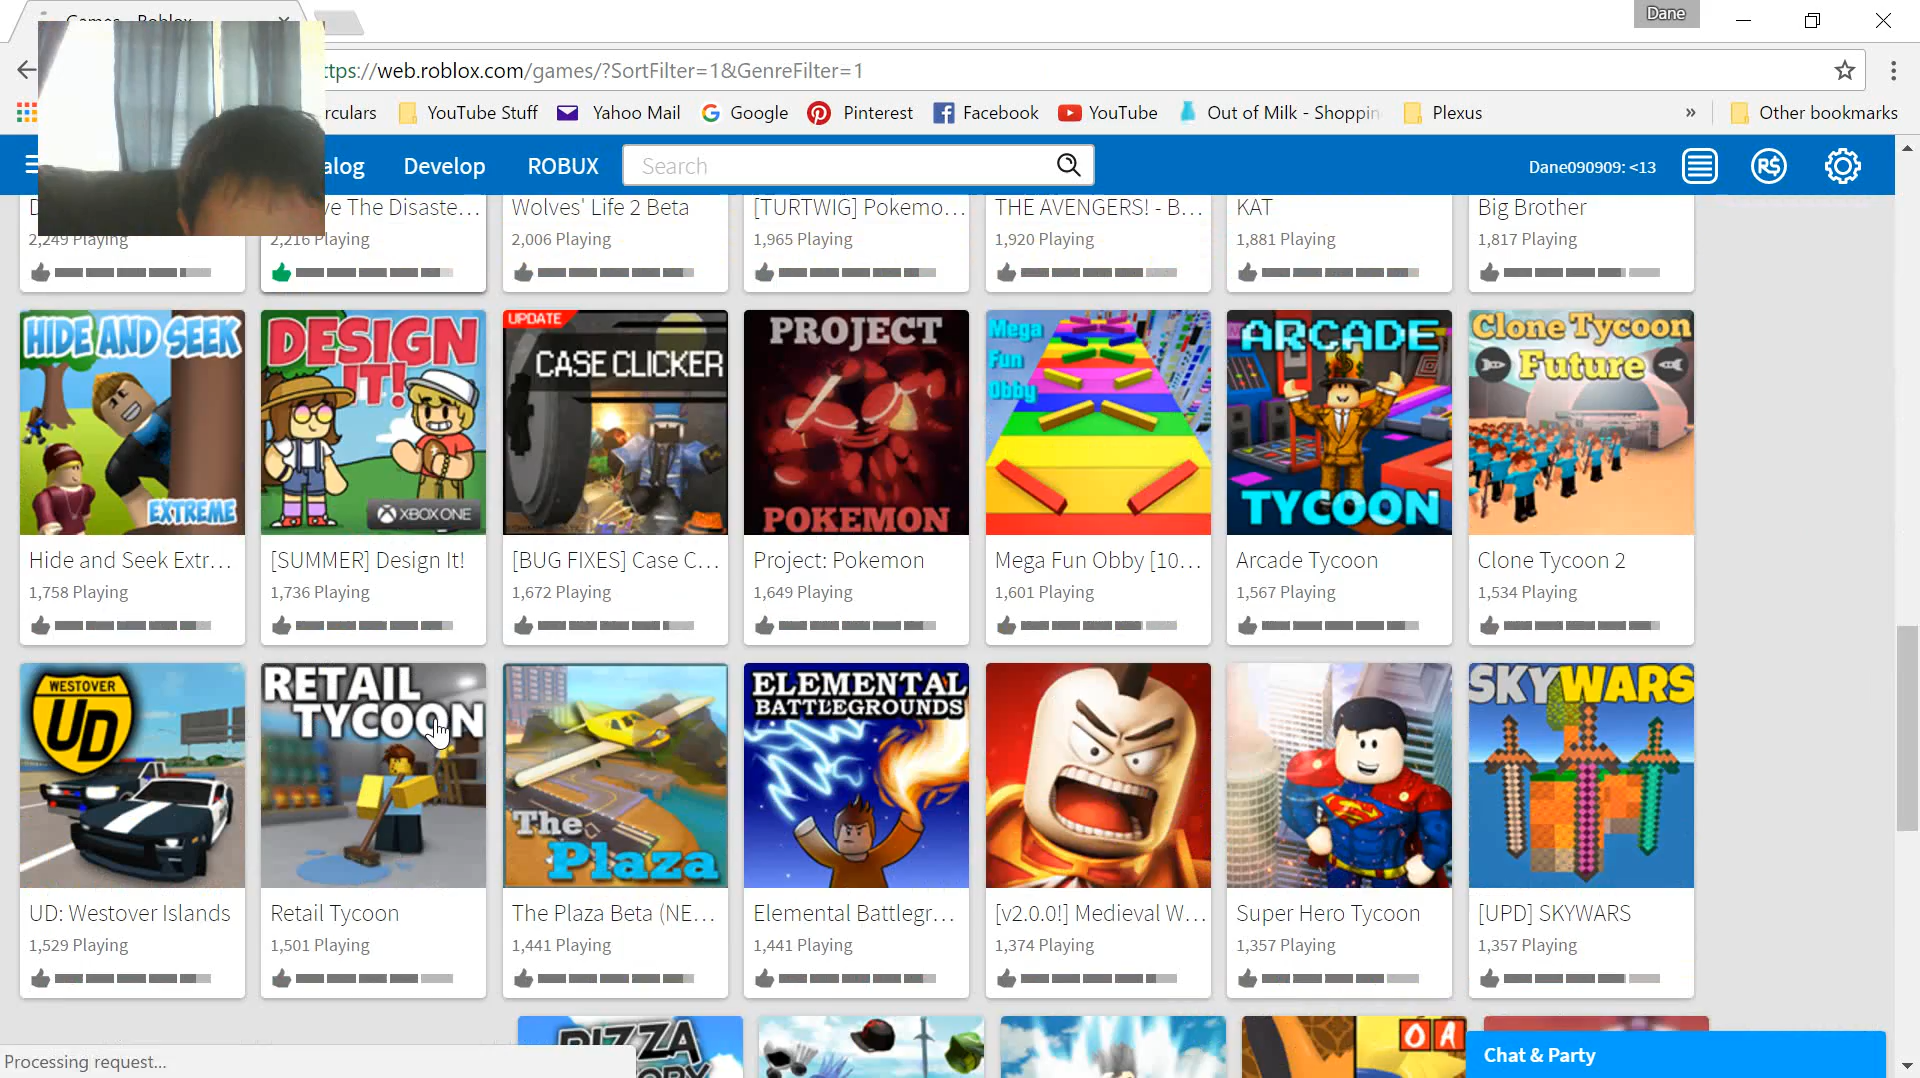 Dane
https://web.roblox.com/games/?SortFilter=1&GenreFilter=1
YouTube Stuff
Yahoo Mail
Google
Pinterest
Facebook
YouTube
Out of Milk - Shoppin
Plexus
»
Other bookmarks
Develop
ROBUX
Search
Dane090909: <13
R$
ve The Disaste...
Wolves' Life 2 Beta
[TURTWIG] Pokemo...
THE AVENGERS! - B...
KAT
Big Brother
2,249 Playing
2,216 Playing
2,006 Playing
1,965 Playing
1,920 Playing
1,881 Playing
1,817 Playing
HIDE AND SEEK
EXTREME
DESIGN
IT!
XBOX ONE
UPDATE
CASE CLICKER
PROJECT
POKEMON
Mega
Fun
Obby
ARCADE
TYCOON
Clone Tycoon
Future
Hide and Seek Extr...
[SUMMER] Design It!
[BUG FIXES] Case C...
Project: Pokemon
Mega Fun Obby [10...
Arcade Tycoon
Clone Tycoon 2
1,758 Playing
1,736 Playing
1,672 Playing
1,649 Playing
1,601 Playing
1,567 Playing
1,534 Playing
WESTOVER
UD
RETAIL
TYCOON
The
Plaza
ELEMENTAL
BATTLEGROUNDS
SKYWARS
UD: Westover Islands
Retail Tycoon
The Plaza Beta (NE...
Elemental Battlegr...
[v2.0.0!] Medieval W...
Super Hero Tycoon
[UPD] SKYWARS
1,529 Playing
1,501 Playing
1,441 Playing
1,441 Playing
1,374 Playing
1,357 Playing
1,357 Playing
PIZZA
Chat & Party
Processing request...